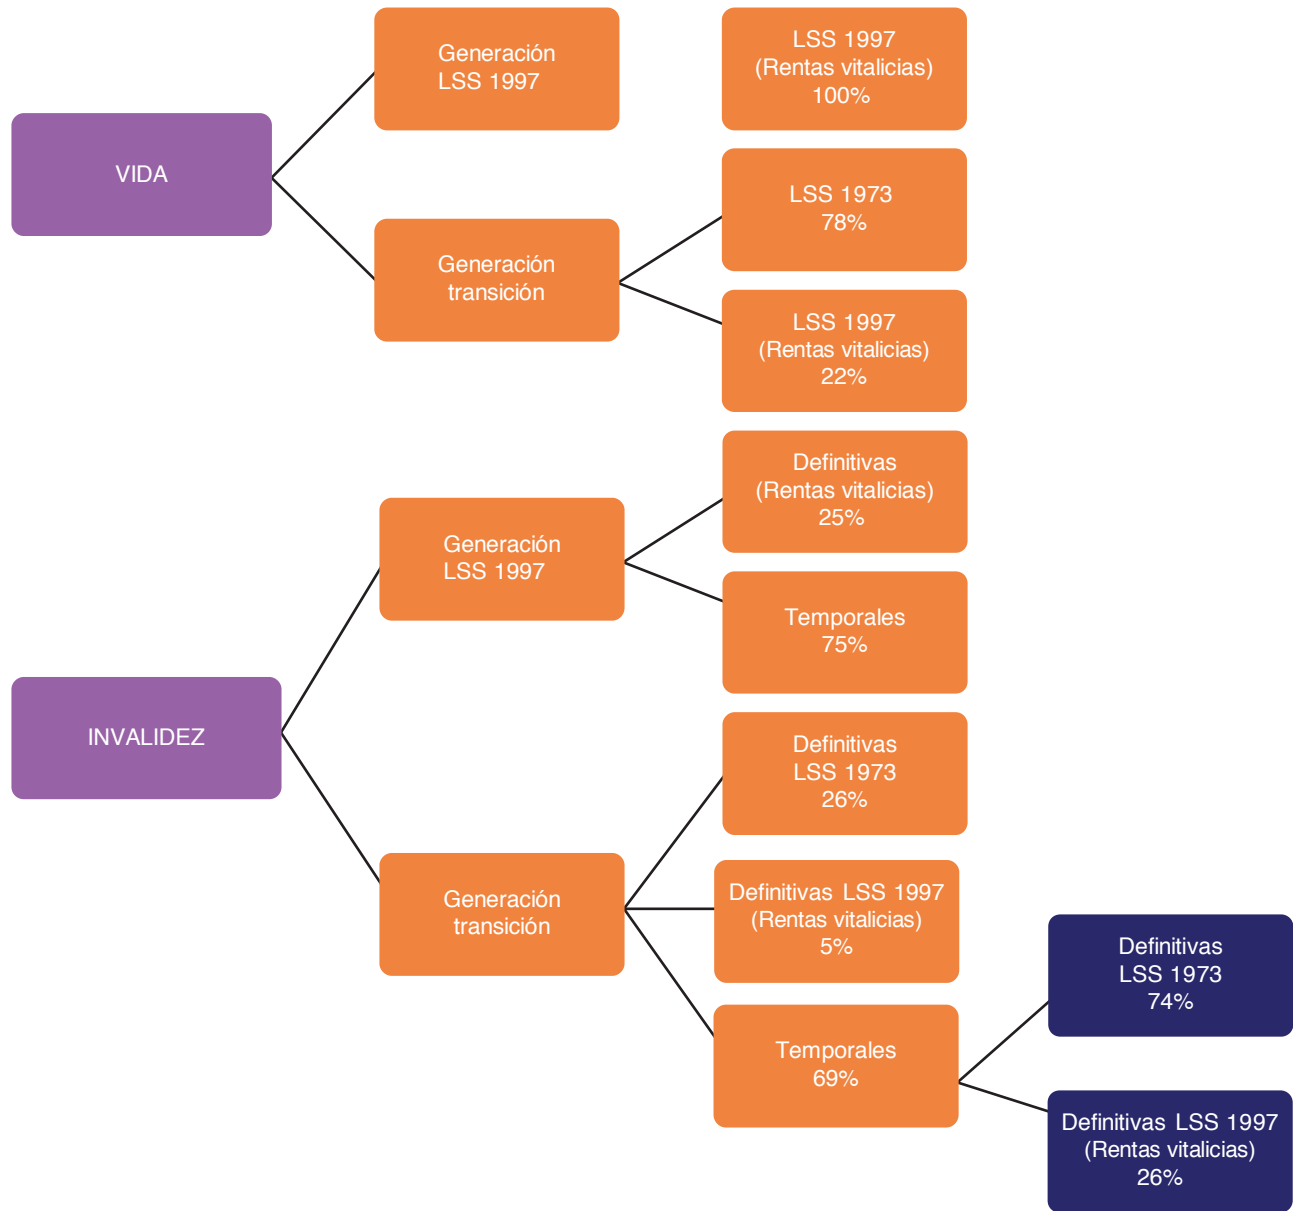 VIDA
Generación
LSS 1997
LSS 1997
(Rentas vitalicias)
100%
Generación
transición
LSS 1973
78%
LSS 1997
(Rentas vitalicias)
22%
INVALIDEZ
Generación
LSS 1997
Definitivas
(Rentas vitalicias)
25%
Temporales
75%
Generación
transición
Definitivas
LSS 1973
26%
Definitivas LSS 1997
(Rentas vitalicias)
5%
Temporales
69%
Definitivas
LSS 1973
74%
Definitivas LSS 1997
(Rentas vitalicias)
26%